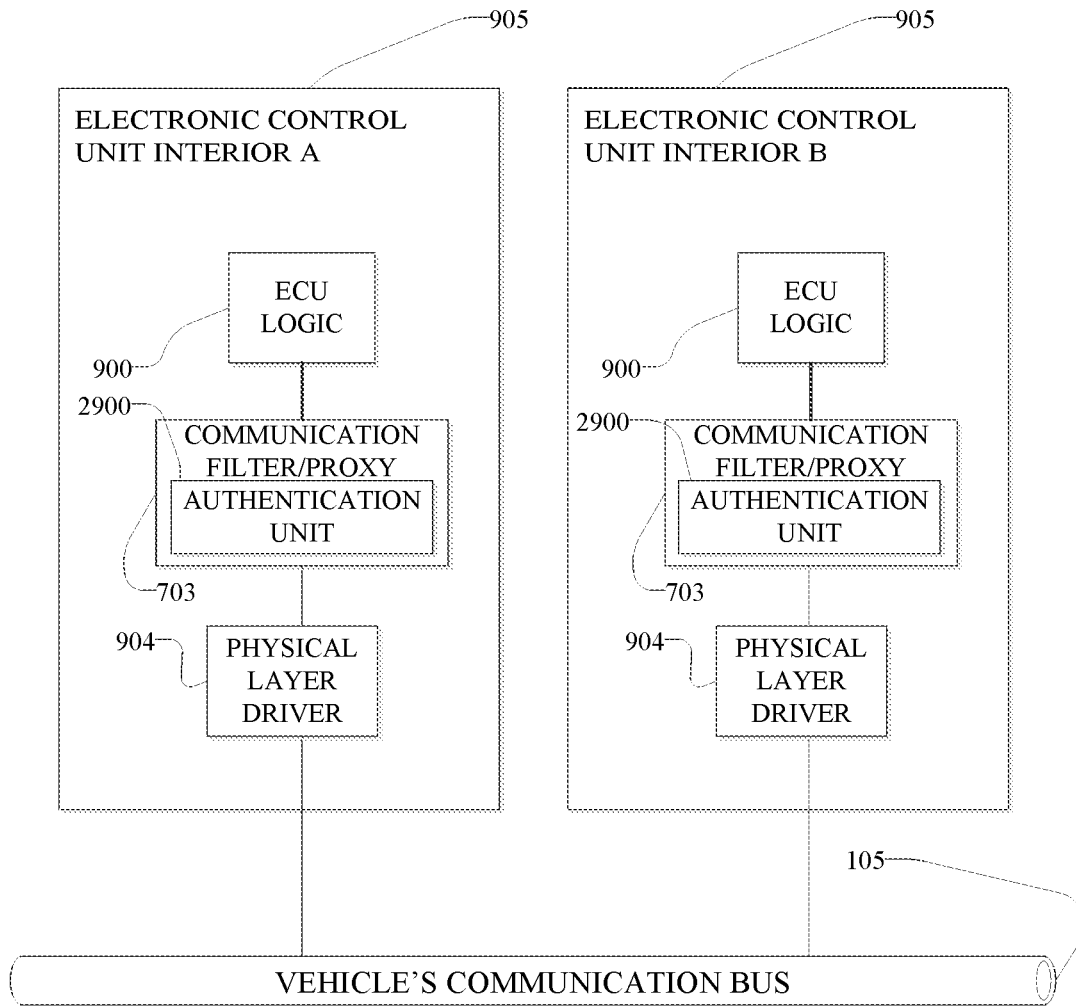 905
905
ELECTRONIC CONTROL
UNIT INTERIOR A
ELECTRONIC CONTROL
UNIT INTERIOR B
ECU
LOGIC
ECU
LOGIC
900
900
2900
2900
COMMUNICATION
FILTER/PROXY
AUTHENTICATION
UNIT
COMMUNICATION
FILTER/PROXY
AUTHENTICATION
UNIT
703
703
904
904
PHYSICAL
LAYER
DRIVER
PHYSICAL
LAYER
DRIVER
105
VEHICLE'S COMMUNICATION BUS